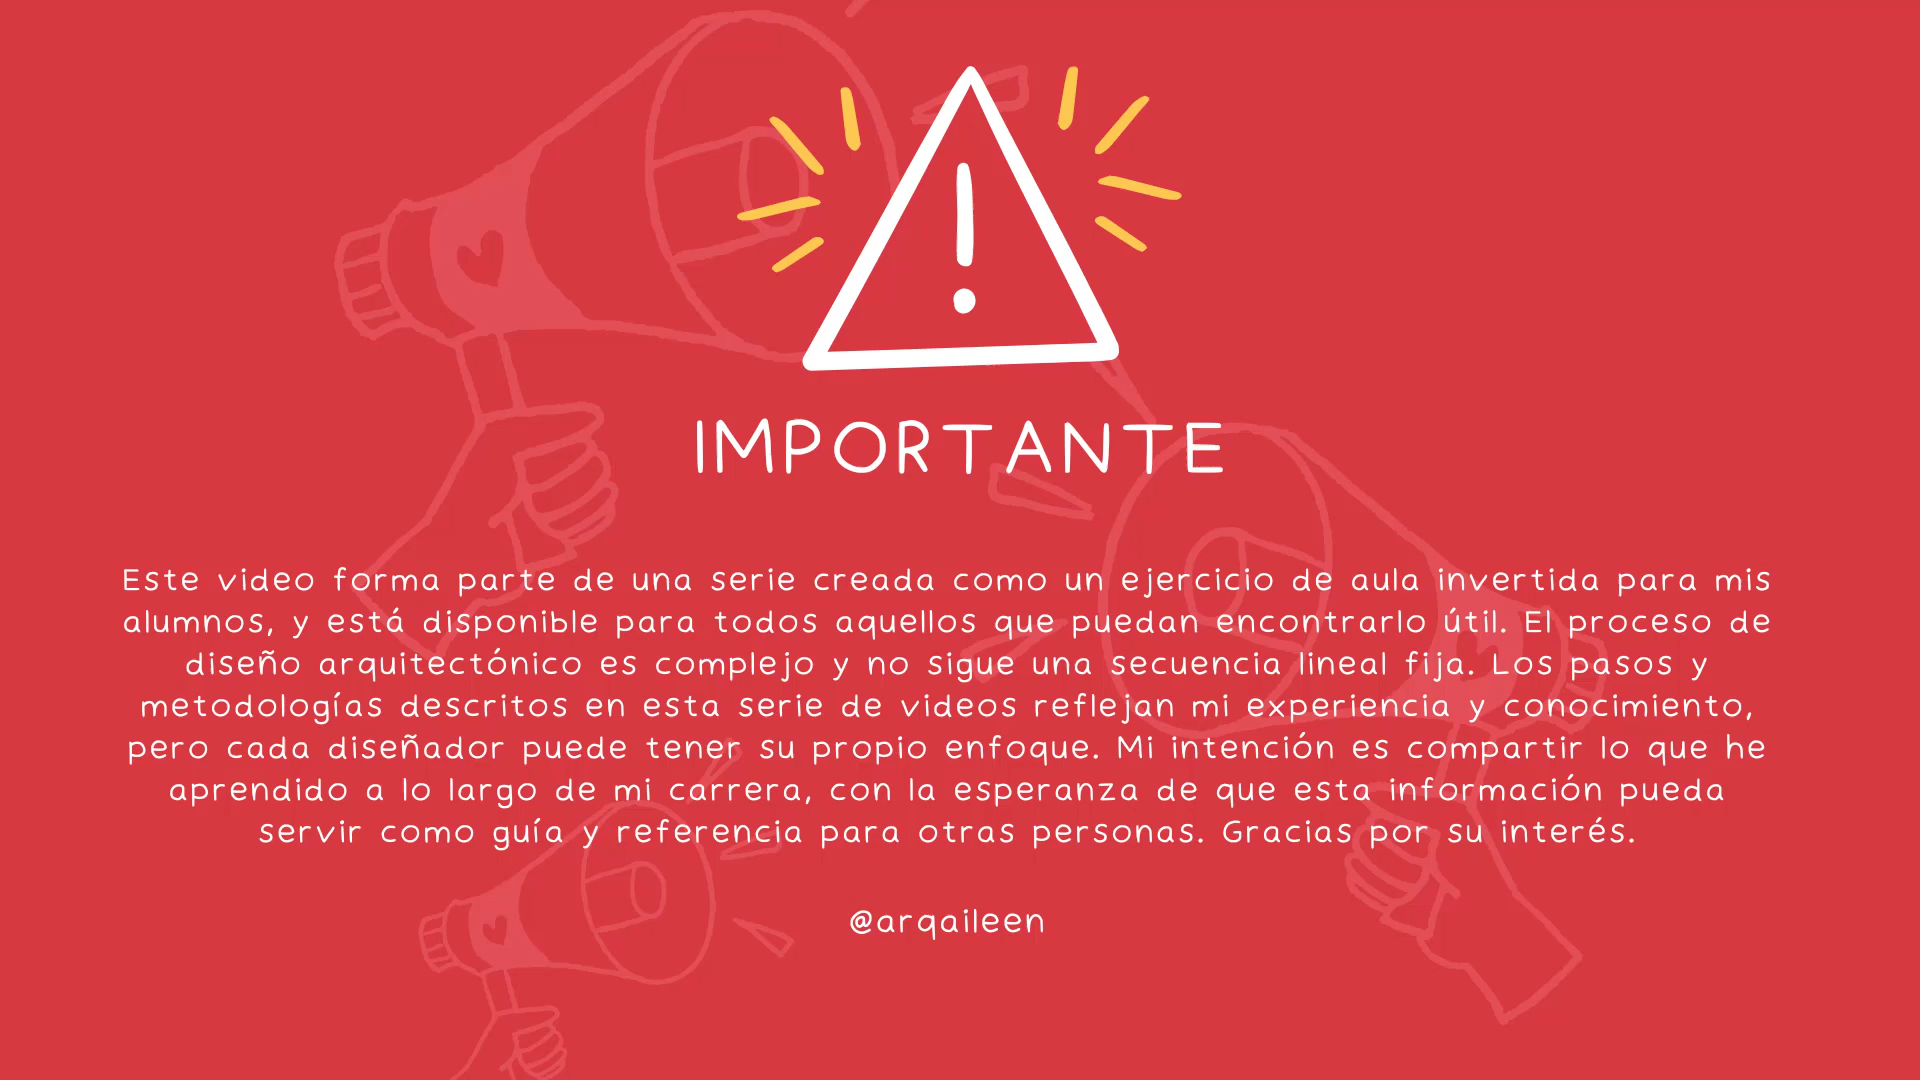 IMPORTANTE
Este video forma parte de una serie creada como un ejercicio de aula invertida para mis
alumnos, y está disponible para todos aquellos que puedan encontrarlo útil. El proceso de
diseño arquitectónico es complejo y no sigue una secuencia lineal fija. Los pasos y
metodologías descritos en esta serie de videos reflejan mi experiencia y conocimiento,
pero cada diseñador puede tener su propio enfoque. Mi intención es compartir lo que he
aprendido a lo largo de mi carrera, con la esperanza de que esta información pueda
servir como guía y referencia para otras personas. Gracias por su interés.
@arqaileen